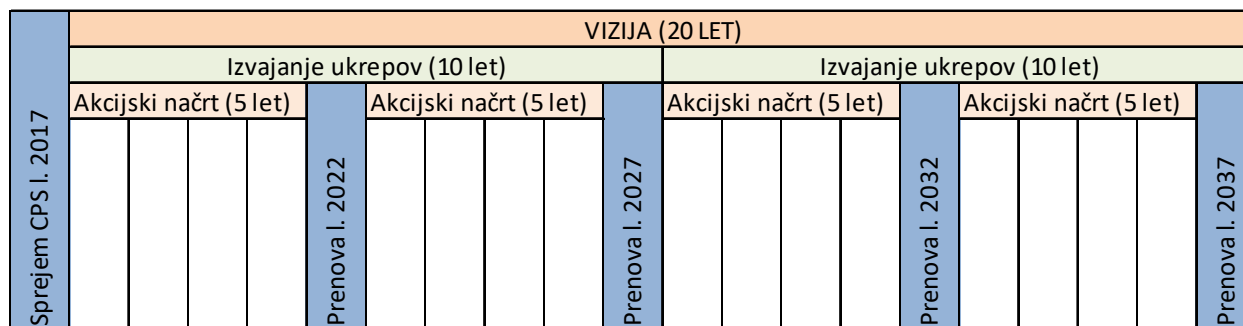 VIZIJA (20 LET)
Izvajanje ukrepov (10 let)
Izvajanje ukrepov (10 let)
Akcijski načrt (5 let)
Akcijski načrt (5 let)
Akcijski načrt (5 let)
Akcijski načrt (5 let)
Sprejem CPS l. 2017
Prenova l. 2022
Prenova l. 2027
Prenova l. 2032
Prenova l. 2037